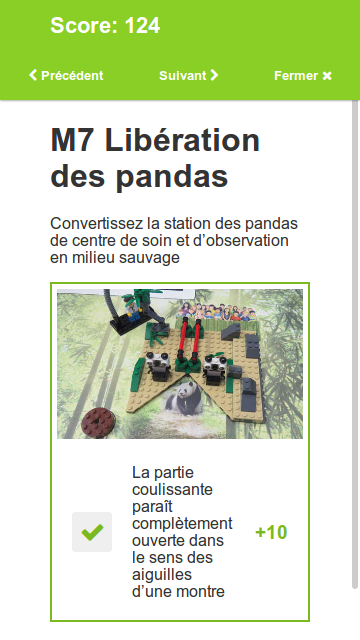 Score: 124
Précédent
Suivant
Fermer
M7 Libération
des pandas
Convertissez la station des pandas
de centre de soin et d’observation
en milieu sauvage
La partie
coulissante
paraît
complètement
ouverte dans
le sens des
aiguilles
d’une montre
+10